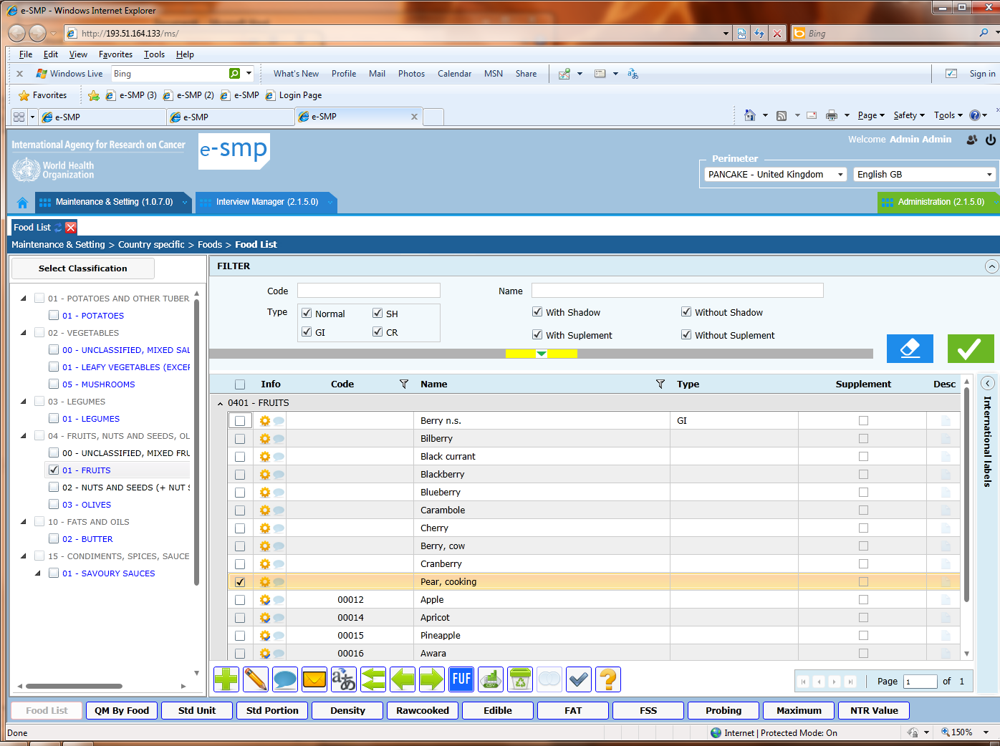 e-SMP - Windows Internet Explorer
http://193.51.164.133/ms/
Bing
File Edit View Favorites Tools Help
Windows Live Bing What's New Profile Mail Photos Calendar MSN Share Sign in
Favorites e-SMP (3) e-SMP (2) e-SMP Login Page
e-SMP e-SMP e-SMP Page Safety Tools
International Agency for Research on Cancer
World Health
Organization
e-smp
Welcome Admin Admin
Perimeter
PANCAKE - United Kingdom English GB
Maintenance & Setting (1.0.7.0) Interview Manager (2.1.5.0) Administration (2.1.5.0)
Food List
Maintenance & Setting > Country specific > Foods > Food List
Select Classification
01 - POTATOES AND OTHER TUBER
01 - POTATOES
02 - VEGETABLES
00 - UNCLASSIFIED, MIXED SAL
01 - LEAFY VEGETABLES (EXCEP
05 - MUSHROOMS
03 - LEGUMES
01 - LEGUMES
04 - FRUITS, NUTS AND SEEDS, OL
00 - UNCLASSIFIED, MIXED FRU
01 - FRUITS
02 - NUTS AND SEEDS (+ NUT S
03 - OLIVES
10 - FATS AND OILS
02 - BUTTER
15 - CONDIMENTS, SPICES, SAUCE
01 - SAVOURY SAUCES
FILTER
Code Name
Type Normal SH With Shadow Without Shadow
GI CR With Suplement Without Suplement
Info Code Name Type Supplement Desc
0401 - FRUITS
Berry n.s. GI
Bilberry
Black currant
Blackberry
Blueberry
Carambole
Cherry
Berry, cow
Cranberry
Pear, cooking
00012 Apple
00014 Apricot
00015 Pineapple
00016 Awara
International labels
FUF
Page 1 of 1
Food List QM By Food Std Unit Std Portion Density Rawcooked Edible FAT FSS Probing Maximum NTR Value
Done Internet | Protected Mode: On 150%